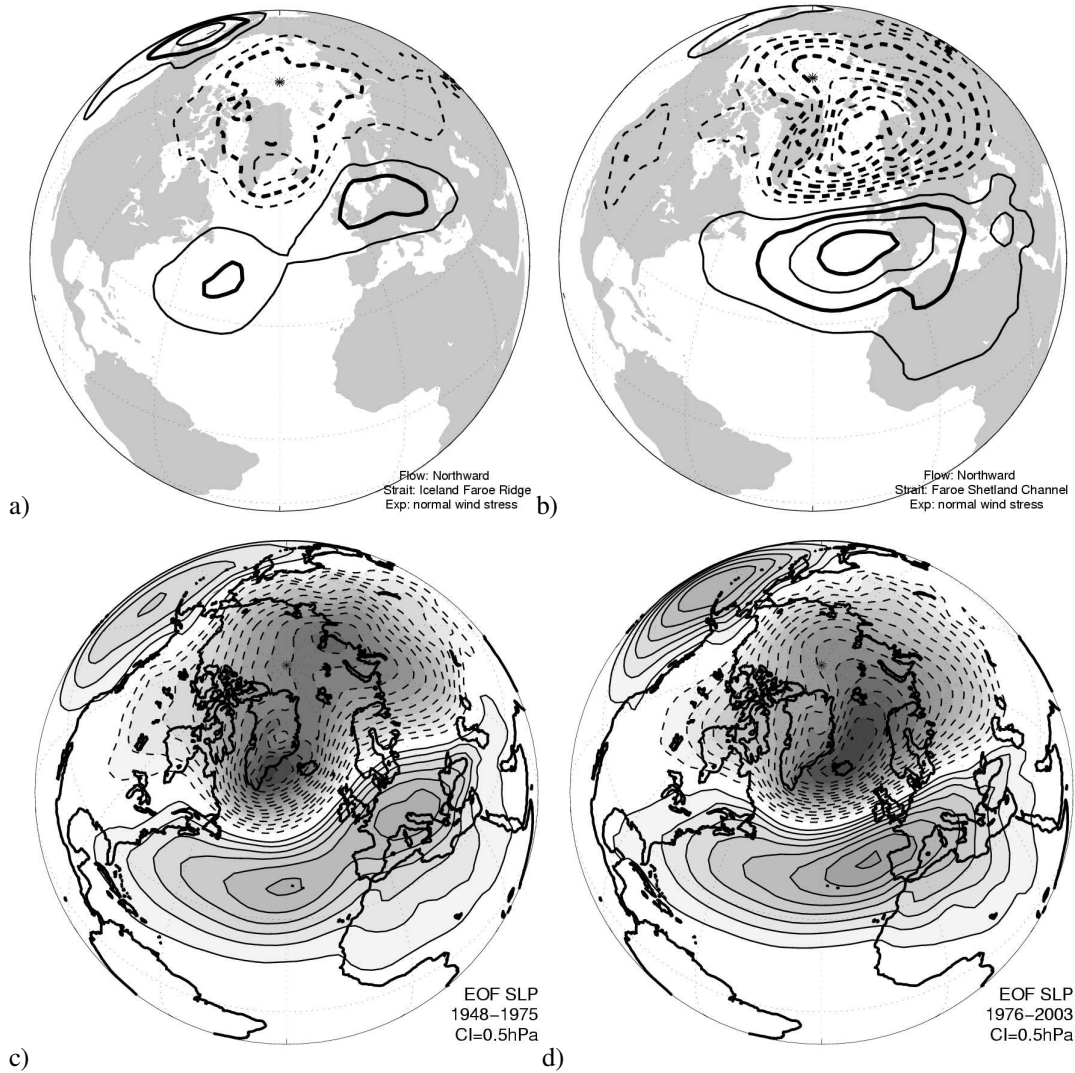 Flow: Northward
Strait: Iceland Faroe Ridge
Exp: normal wind stress
a)
Flow: Northward
Strait: Faroe Shetland Channel
Exp: normal wind stress
b)
EOF SLP
1948−1975
CI=0.5hPa
c)
EOF SLP
1976−2003
CI=0.5hPa
d)